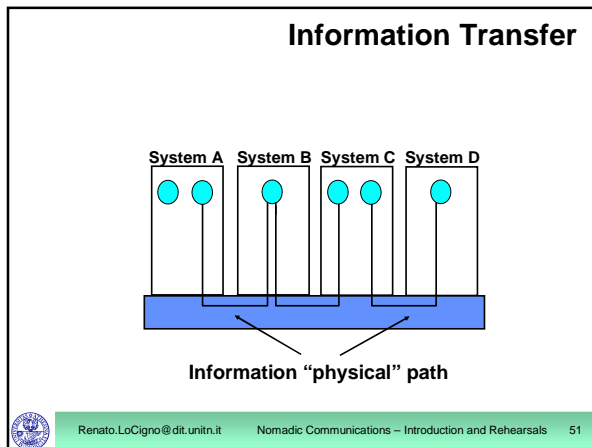 Information Transfer
System A System B System C System D
Information “physical” path
Renato.LoCigno@dit.unitn.it Nomadic Communications – Introduction and Rehearsals 51